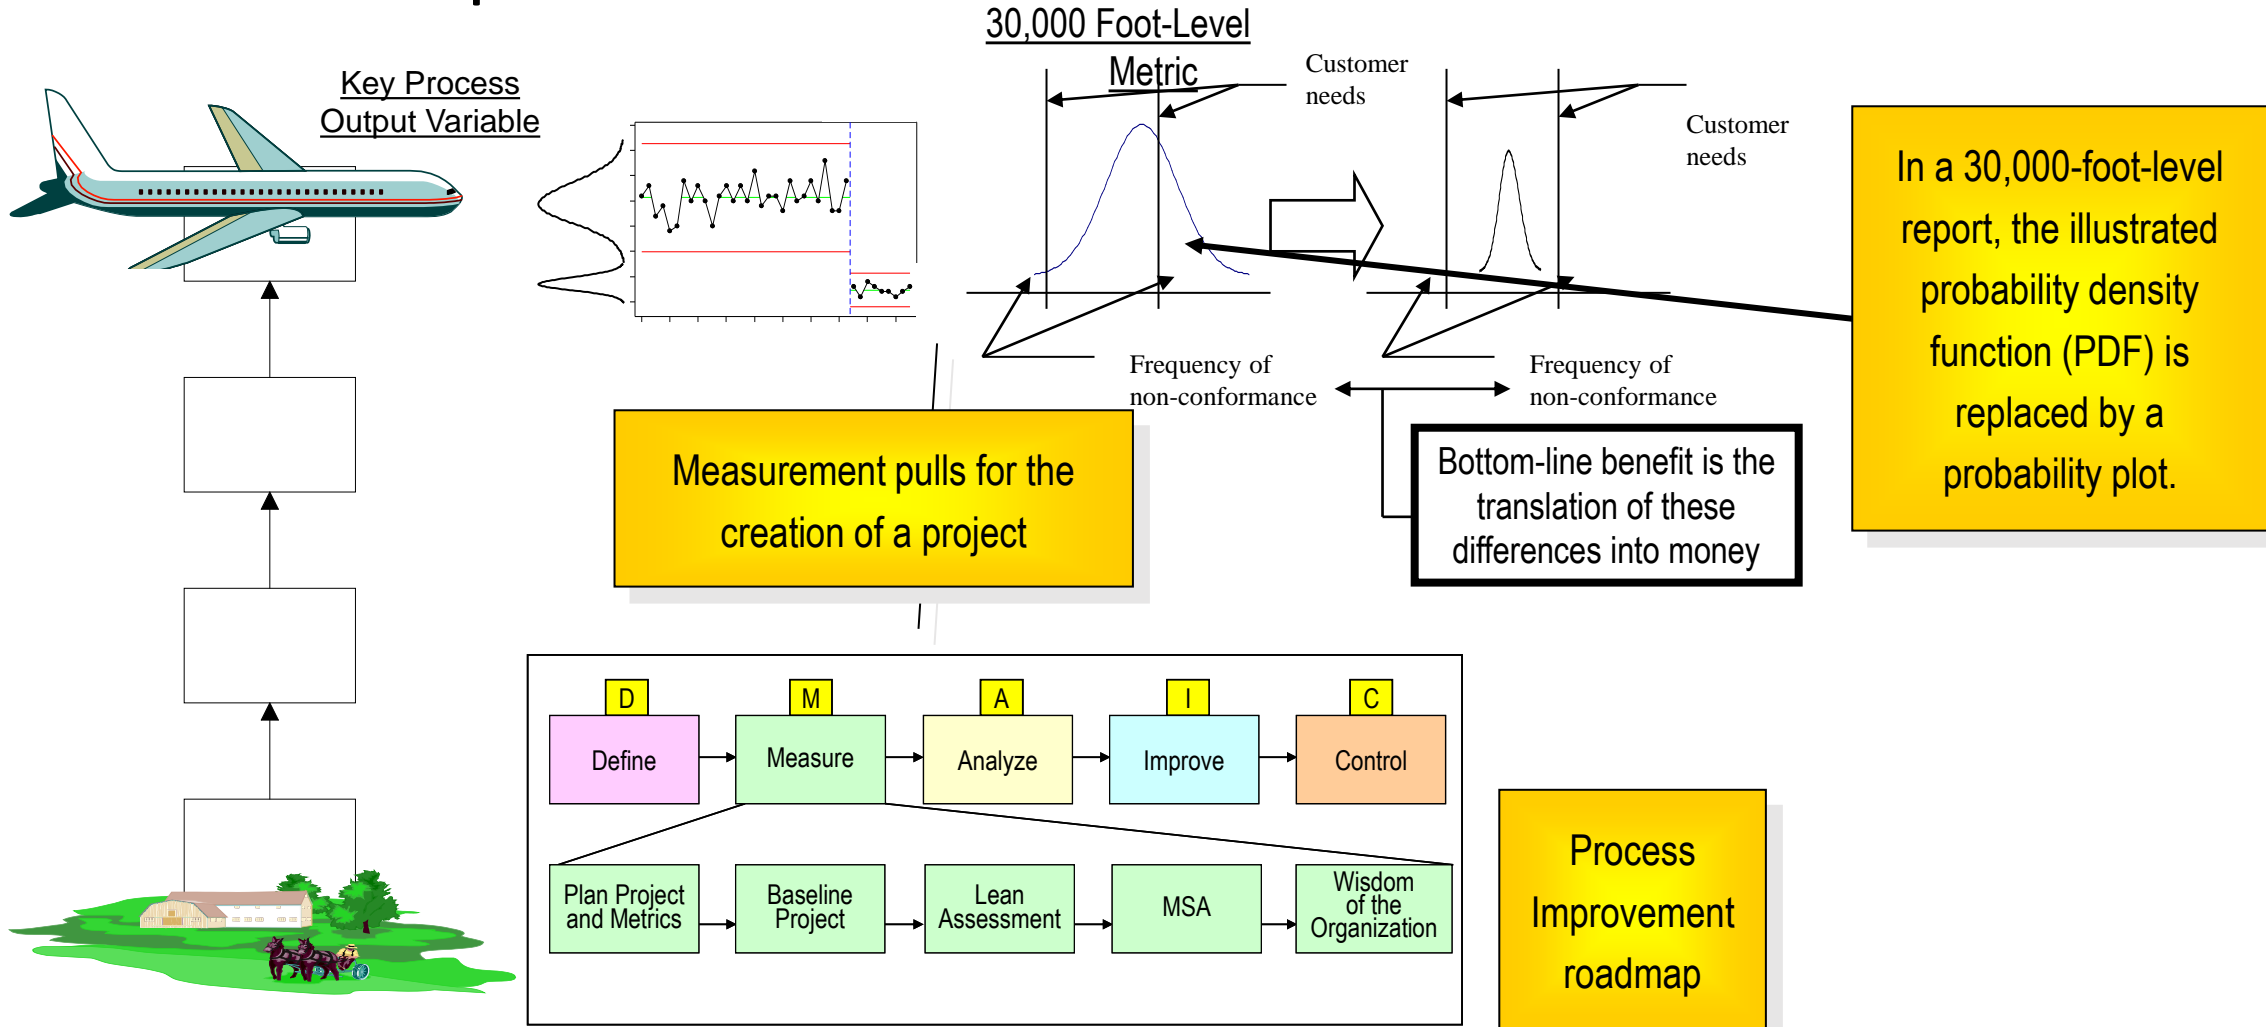 30,000 Foot-Level
Metric
Key Process
Output Variable
Customer
needs
Customer
needs
In a 30,000-foot-level
report, the illustrated
probability density
function (PDF) is
replaced by a
probability plot.
Frequency of
non-conformance
Frequency of
non-conformance
Measurement pulls for the
creation of a project
Bottom-line benefit is the
translation of these
differences into money
D
M
A
I
C
Define
Measure
Analyze
Improve
Control
Plan Project
and Metrics
Baseline
Project
Lean
Assessment
MSA
Wisdom
of the
Organization
Process
Improvement
roadmap